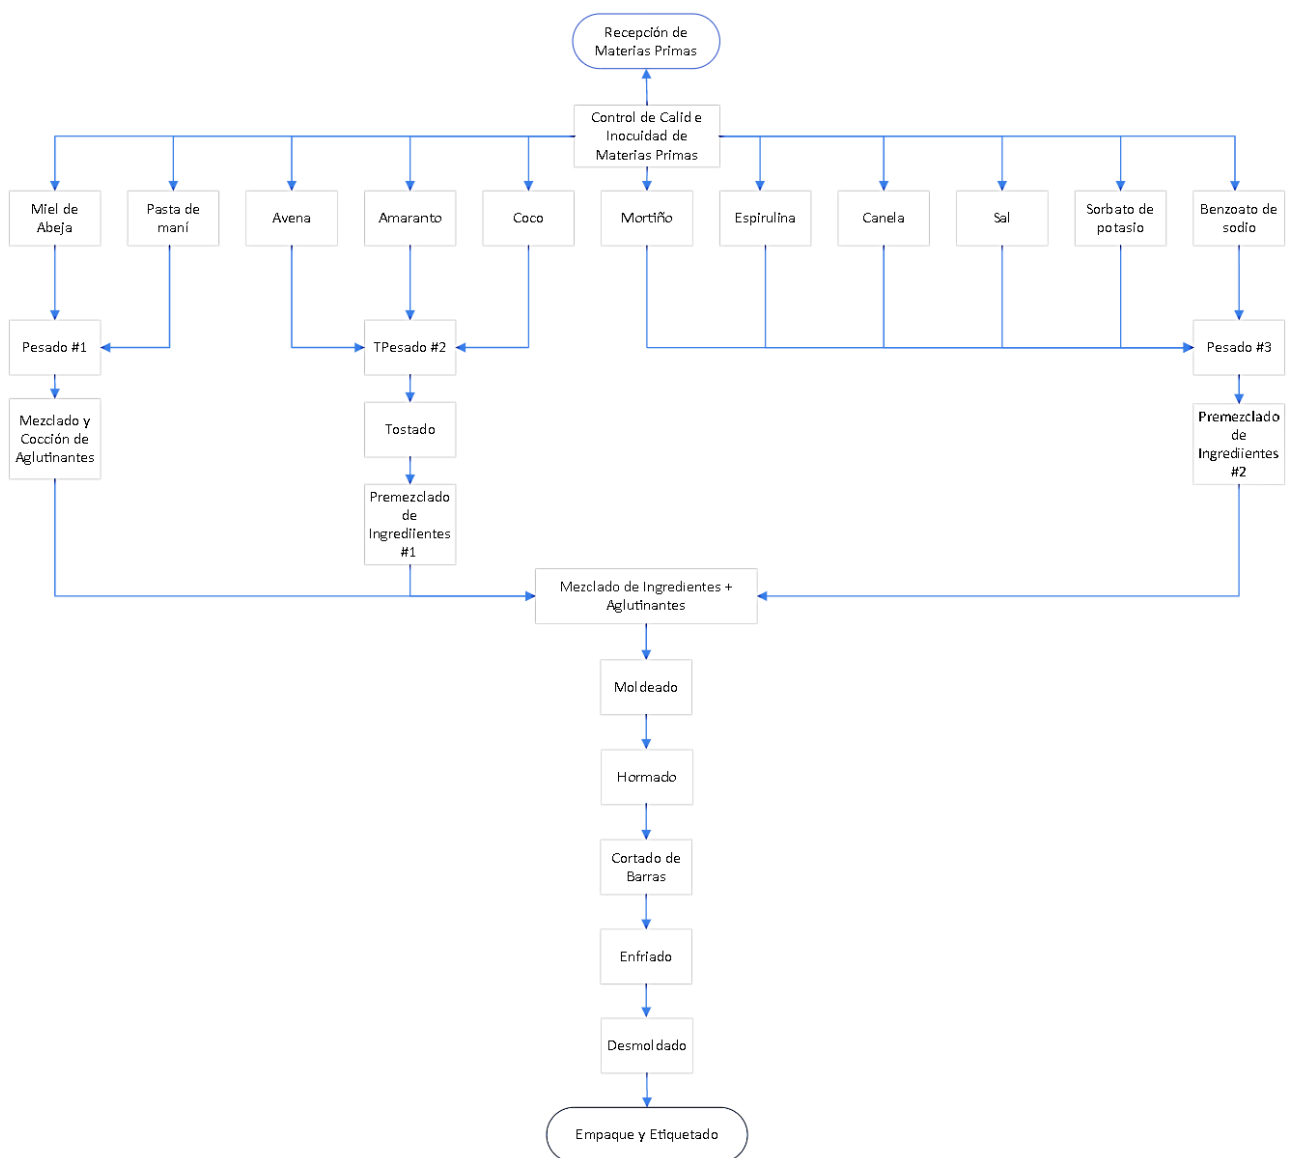 Recepción de
Materias Primas
Control de Calid e
Inocuidad de
Materias Primas
Miel de
Abeja
Pasta de
maní
Avena
Amaranto
Coco
Mortiño
Espirulina
Canela
Sal
Sorbato de
potasio
Benzoato de
sodio
Pesado #1
TPesado #2
Pesado #3
Mezclado y
Cocción de
Aglutinantes
Tostado
Premezclado
de
Ingrediientes
#2
Premezclado
de
Ingrediientes
#1
Mezclado de Ingredientes +
Aglutinantes
Moldeado
Hormado
Cortado de
Barras
Enfriado
Desmoldado
Empaque y Etiquetado